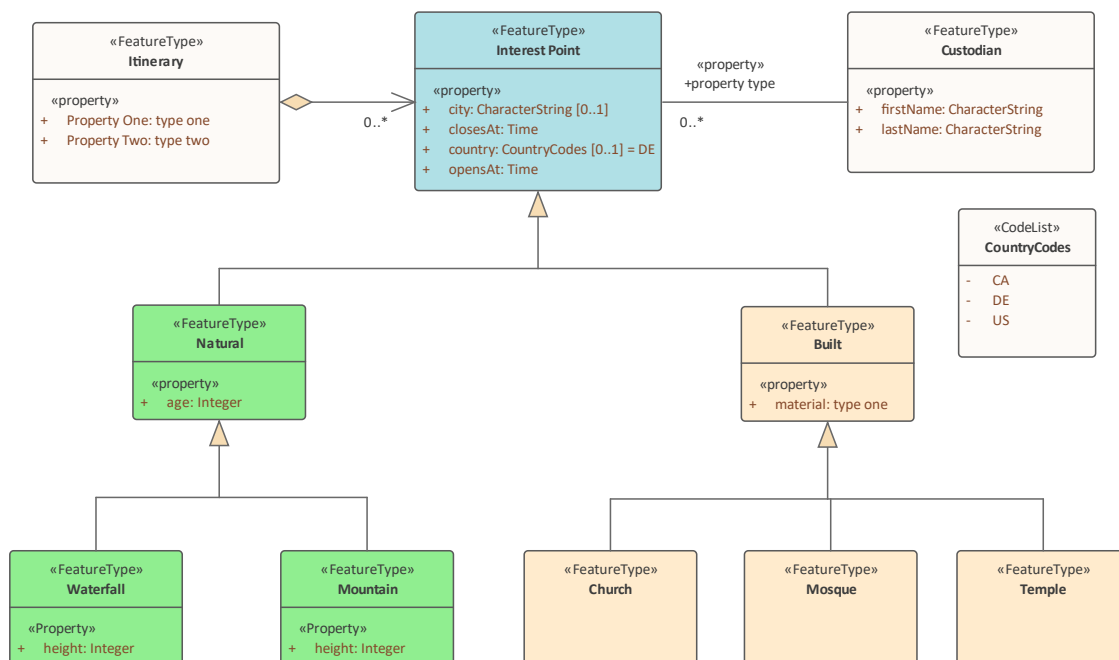 «FeatureType»
Itinerary
«property»
+ Property One: type one
+ Property Two: type two
0..*
«FeatureType»
Interest Point
«property»
+ city: CharacterString [0..1]
+ closesAt: Time
+ country: CountryCodes [0..1] = DE
+ opensAt: Time
«property»
+property type
0..*
«FeatureType»
Custodian
«property»
+ firstName: CharacterString
+ lastName: CharacterString
«CodeList»
CountryCodes
- CA
- DE
- US
«FeatureType»
Natural
«property»
+ age: Integer
«FeatureType»
Built
«property»
+ material: type one
«FeatureType»
Waterfall
«Property»
+ height: Integer
«FeatureType»
Mountain
«Property»
+ height: Integer
«FeatureType»
Church
«FeatureType»
Mosque
«FeatureType»
Temple